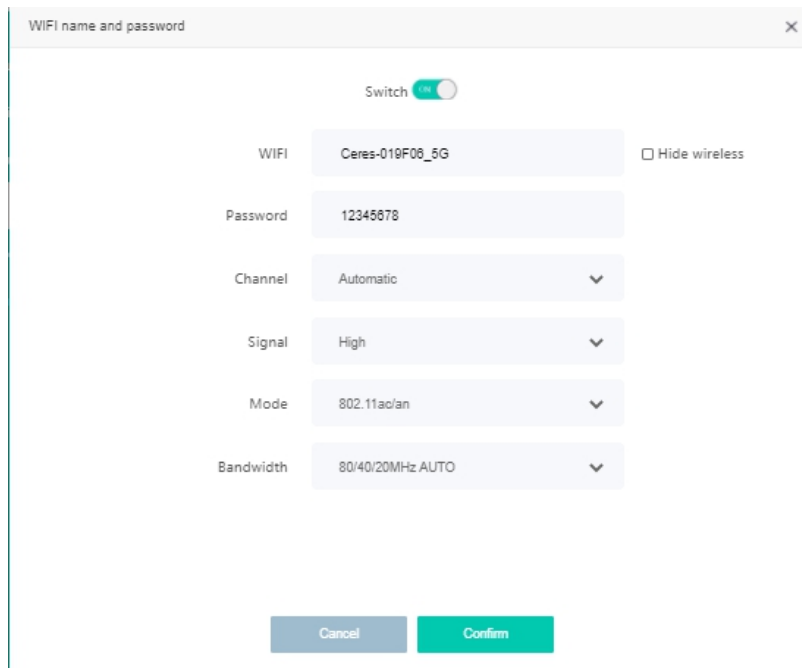 WIFI name and password
Switch ON
WIFI Ceres-019F06_5G Hide wireless
Password 12345678
Channel Automatic
Signal High
Mode 802.11ac/an
Bandwidth 80/40/20MHz AUTO
Cancel Confirm